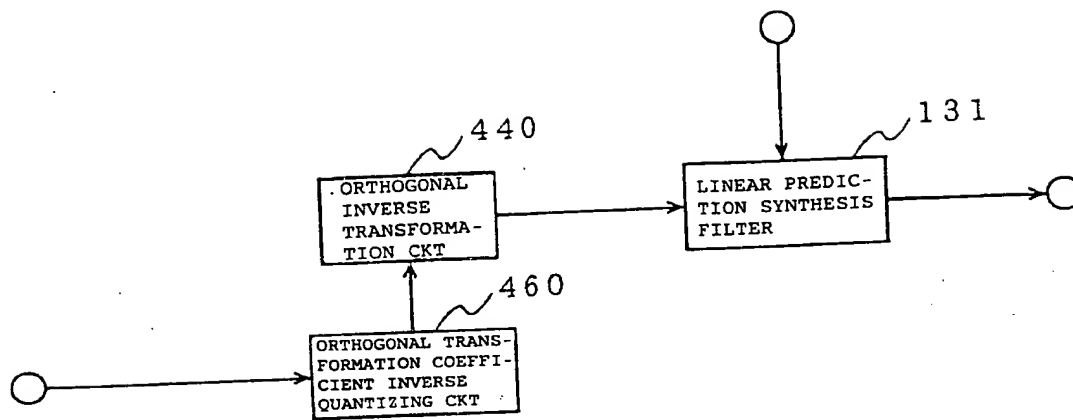 440
131
ORTHOGONAL
INVERSE
TRANSFORMA-
TION CKT
LINEAR PREDIC-
TION SYNTHESIS
FILTER
460
ORTHOGONAL TRANS-
FORMATION COEFFI-
CIENT INVERSE
QUANTIZING CKT